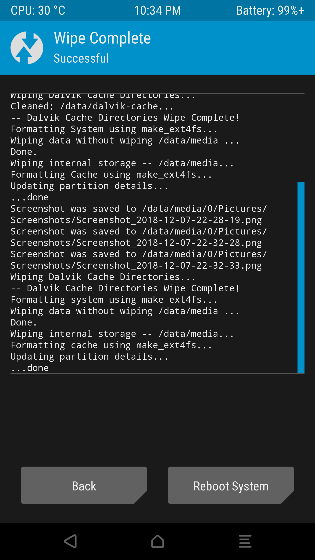 CPU: 30 °C 10:34 PM Battery: 99%+
Wipe Complete
Successful
Wiping Dalvik Cache Directories...
Cleaned: /data/dalvik-cache...
-- Dalvik Cache Directories Wipe Complete!
Formatting System using make_ext4fs...
Wiping data without wiping /data/media ...
Done.
Wiping internal storage -- /data/media...
Formatting Cache using make_ext4fs...
Updating partition details...
...done
Screenshot was saved to /data/media/0/Pictures/
Screenshots/Screenshot_2018-12-07-22-28-19.png
Screenshot was saved to /data/media/0/Pictures/
Screenshots/Screenshot_2018-12-07-22-32-28.png
Screenshot was saved to /data/media/0/Pictures/
Screenshots/Screenshot_2018-12-07-22-32-33.png
Wiping Dalvik Cache Directories...
-- Dalvik Cache Directories Wipe Complete!
Formatting system using make_ext4fs...
Wiping data without wiping /data/media ...
Done.
Wiping internal storage -- /data/media...
Formatting cache using make_ext4fs...
Updating partition details...
...done
Back Reboot System